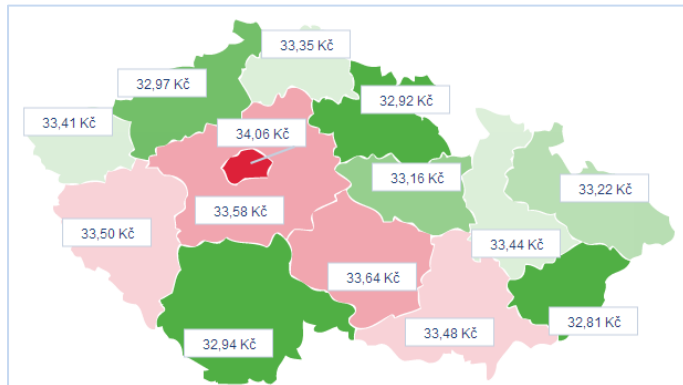 33,35 Kč
32,97 Kč
32,92 Kč
33,41 Kč
34,06 Kč
33,16 Kč
33,22 Kč
33,58 Kč
33,50 Kč
33,44 Kč
33,64 Kč
32,81 Kč
33,48 Kč
32,94 Kč